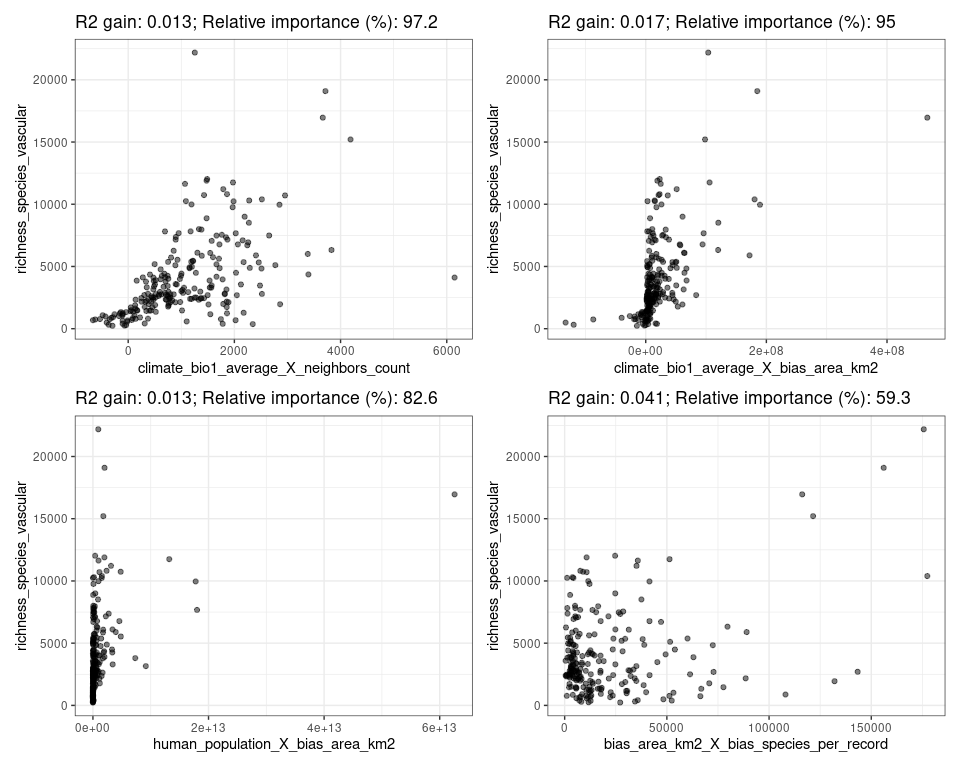 R2 gain: 0.013; Relative importance (%): 97.2
richness_species_vascular
20000
15000
10000
5000
0
0 2000 4000 6000
climate_bio1_average_X_neighbors_count
R2 gain: 0.017; Relative importance (%): 95
richness_species_vascular
20000
15000
10000
5000
0
0e+00 2e+08 4e+08
climate_bio1_average_X_bias_area_km2
R2 gain: 0.013; Relative importance (%): 82.6
richness_species_vascular
20000
15000
10000
5000
0
0e+00 2e+13 4e+13 6e+13
human_population_X_bias_area_km2
R2 gain: 0.041; Relative importance (%): 59.3
richness_species_vascular
20000
15000
10000
5000
0
0 50000 100000 150000
bias_area_km2_X_bias_species_per_record